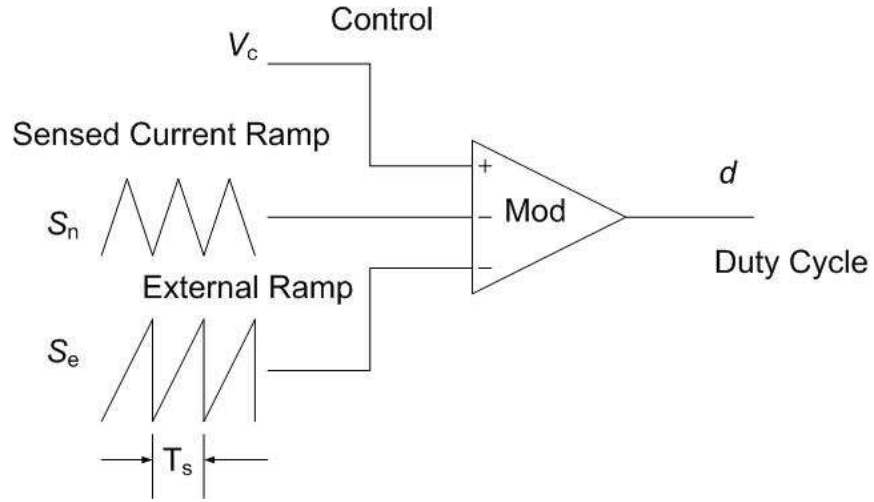 Control
Vc
Sensed Current Ramp
+
d
Sn
−
Mod
−
Duty Cycle
External Ramp
Se
Ts